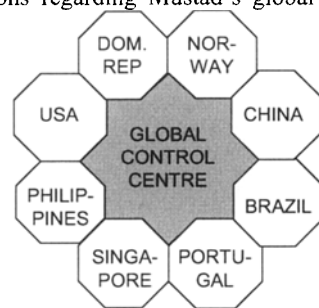 ons regarding Mustad's global
DOM.
REP
NOR-
WAY
USA
CHINA
GLOBAL
CONTROL
CENTRE
PHILIP-
PINES
BRAZIL
SINGA-
PORE
PORTU-
GAL